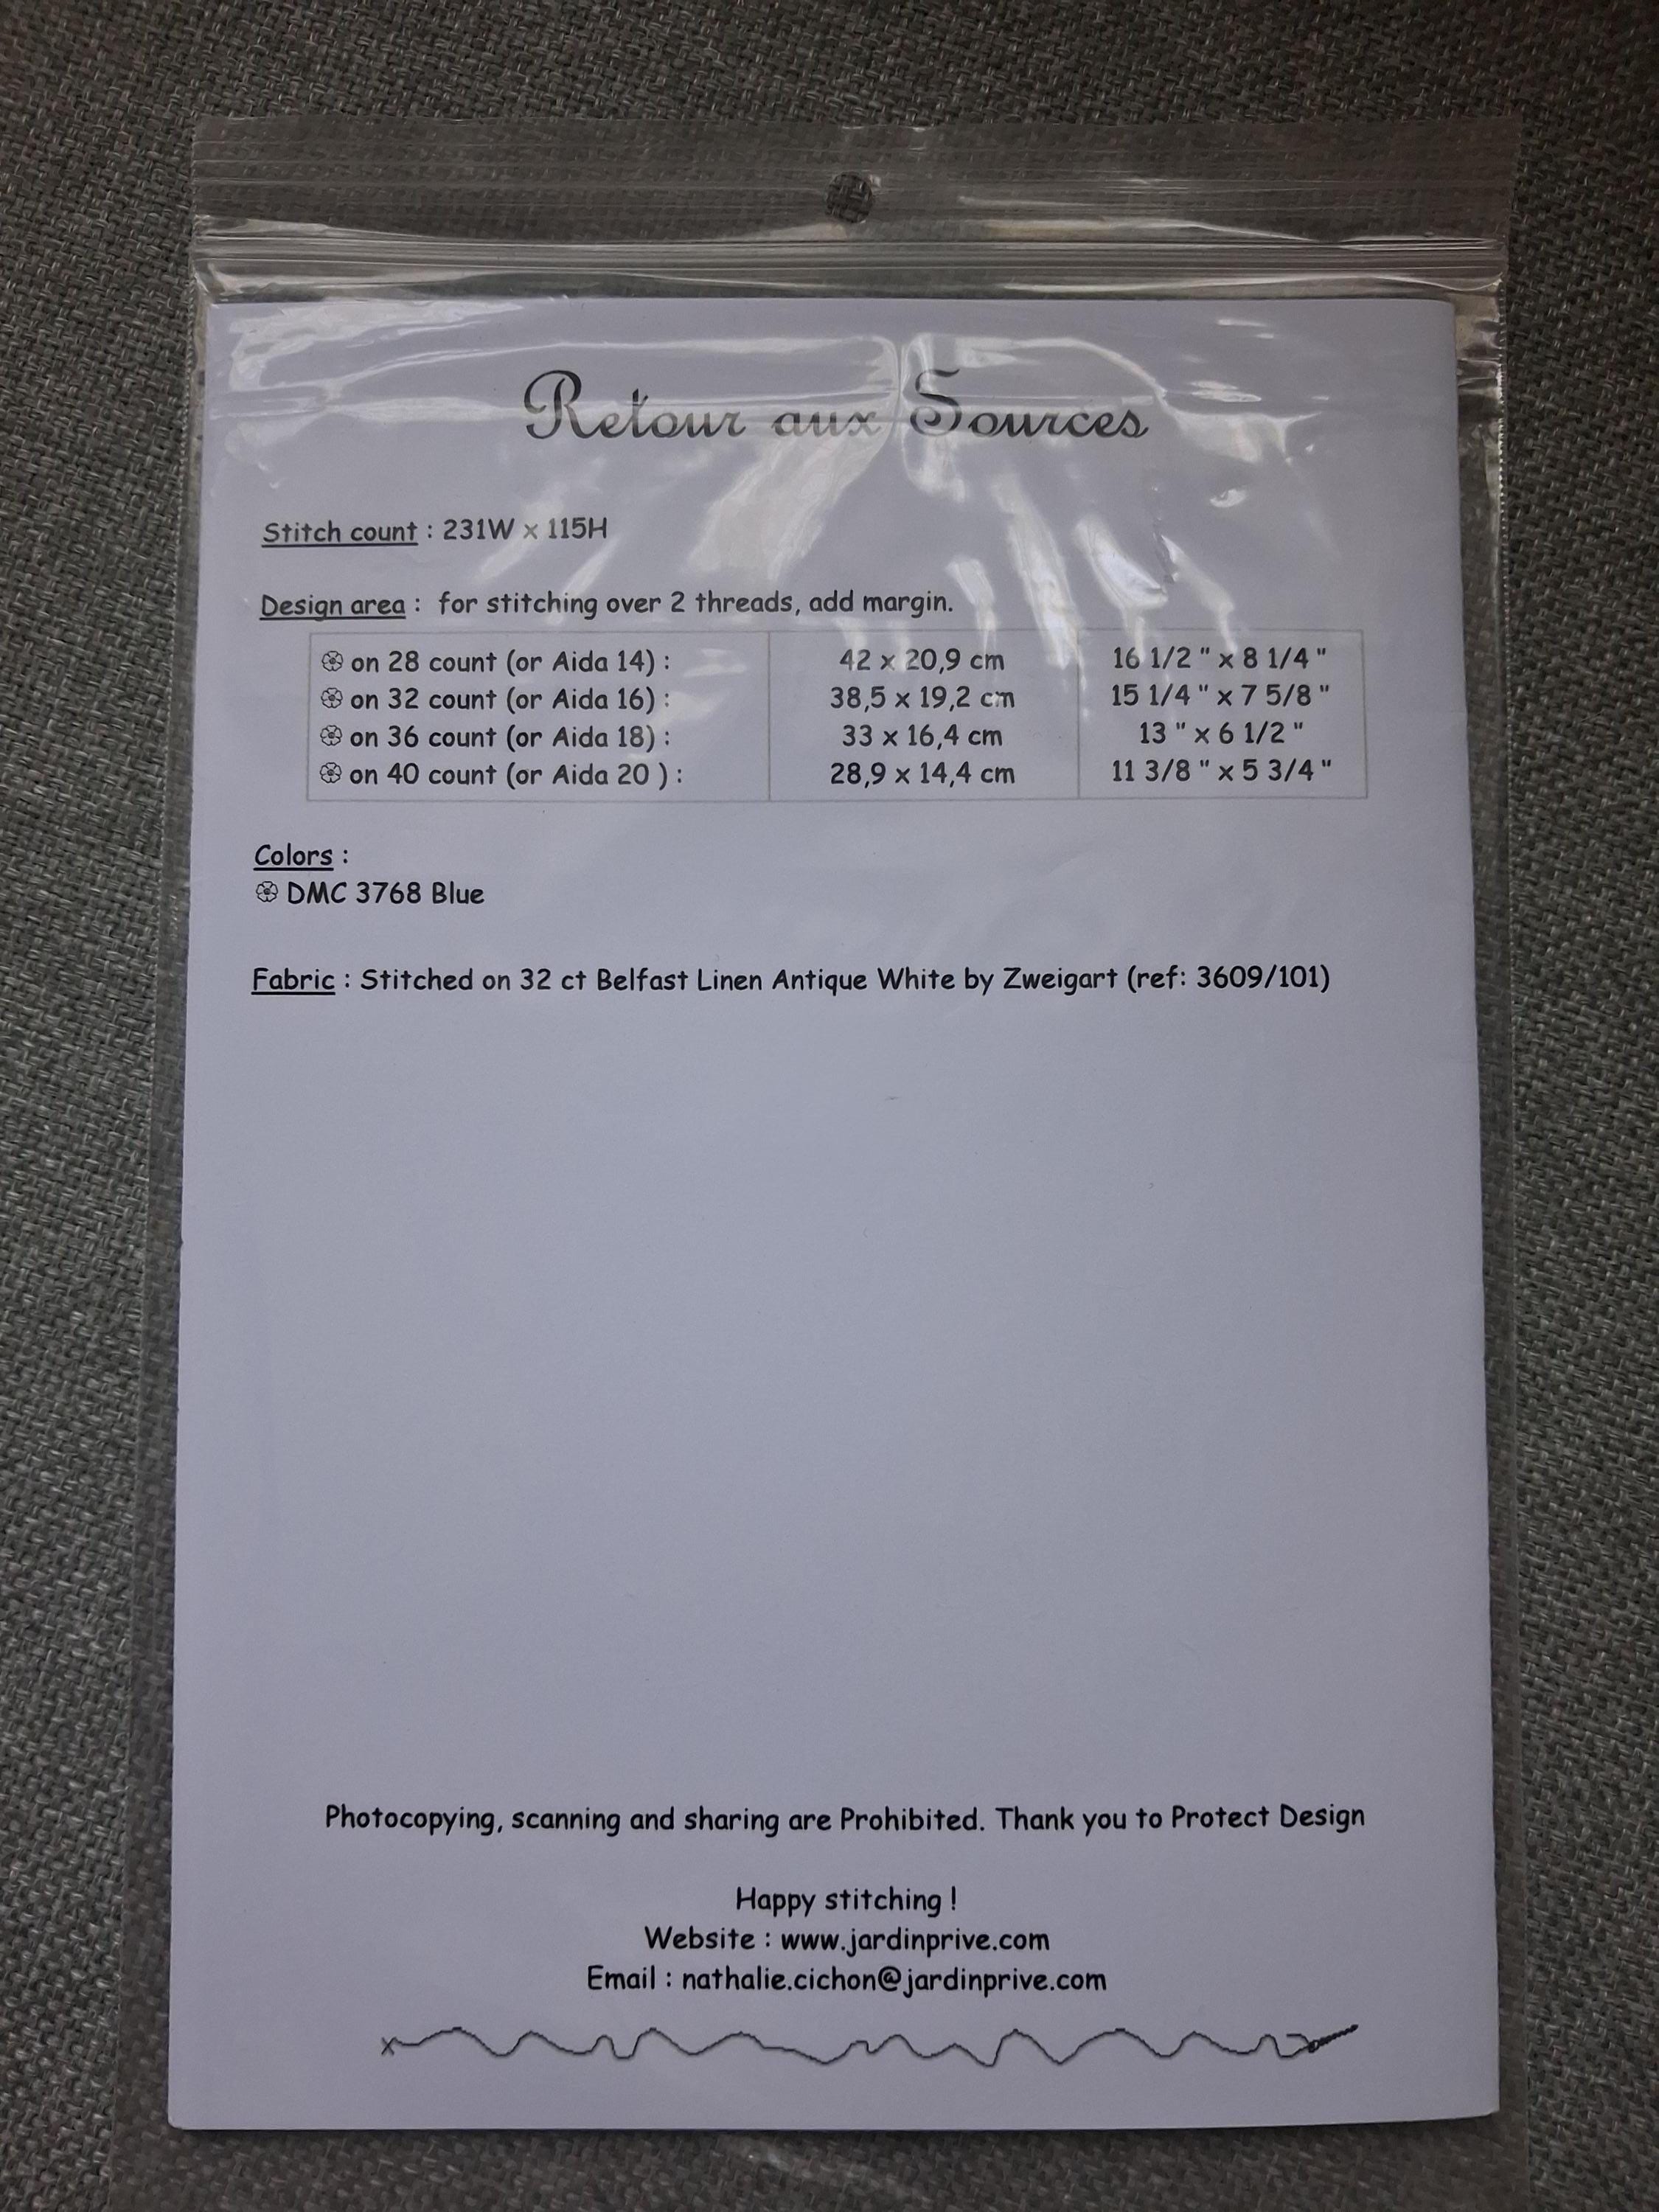 Retour aux Sources
Stitch count : 231W x 115H
Design area : for stitching over 2 threads, add margin.
on 28 count (or Aida 14) : 42 x 20,9 cm 16 1/2 " x 8 1/4 "
on 32 count (or Aida 16) : 38,5 x 19,2 cm 15 1/4 " x 7 5/8 "
on 36 count (or Aida 18) : 33 x 16,4 cm 13 " x 6 1/2 "
on 40 count (or Aida 20 ) : 28,9 x 14,4 cm 11 3/8 " x 5 3/4 "
Colors :
DMC 3768 Blue
Fabric : Stitched on 32 ct Belfast Linen Antique White by Zweigart (ref: 3609/101)
Photocopying, scanning and sharing are Prohibited. Thank you to Protect Design
Happy stitching !
Website : www.jardinprive.com
Email : nathalie.cichon@jardinprive.com